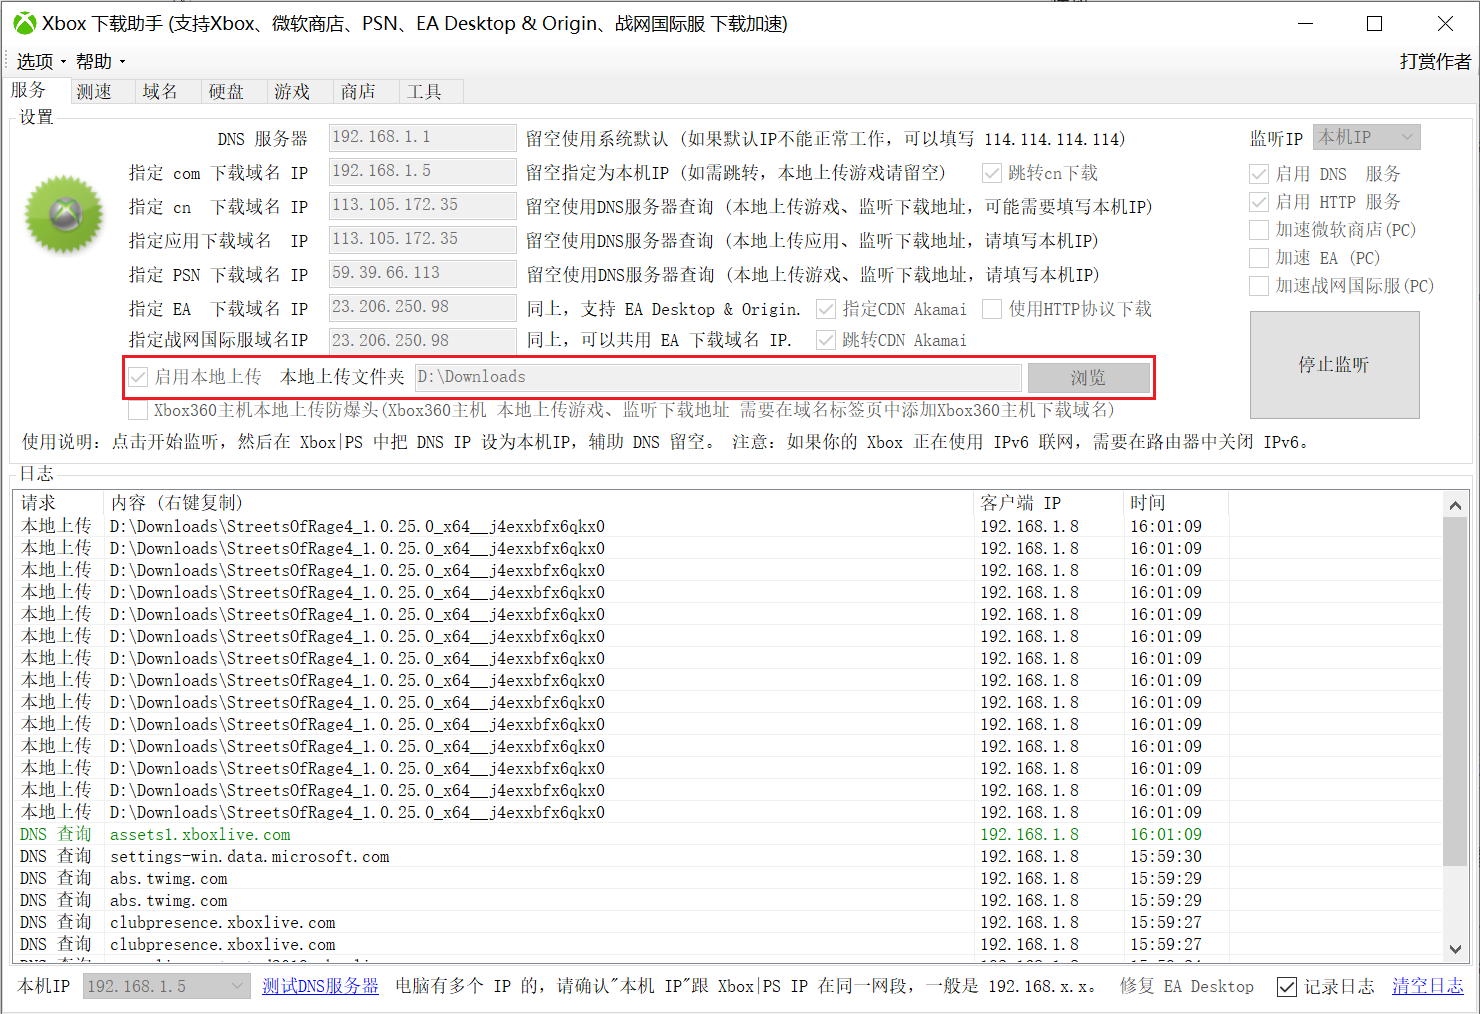 Xbox 下载助手 (支持Xbox、微软商店、PSN、EA Desktop & Origin、战网国际服 下载加速)
选项 帮助 打赏作者
服务 测速 域名 硬盘 游戏 商店 工具
设置
DNS 服务器 192.168.1.1 留空使用系统默认 (如果默认IP不能正常工作，可以填写 114.114.114.114) 监听IP 本机IP
指定 com 下载域名 IP 192.168.1.5 留空指定为本机IP (如需跳转，本地上传游戏请留空) 跳转cn下载 启用 DNS 服务
指定 cn 下载域名 IP 113.105.172.35 留空使用DNS服务器查询 (本地上传游戏、监听下载地址，可能需要填写本机IP) 启用 HTTP 服务
加速微软商店(PC)
指定应用下载域名 IP 113.105.172.35 留空使用DNS服务器查询 (本地上传应用、监听下载地址，请填写本机IP)
加速 EA (PC)
指定 PSN 下载域名 IP 59.39.66.113 留空使用DNS服务器查询 (本地上传游戏、监听下载地址，请填写本机IP)
加速战网国际服(PC)
指定 EA 下载域名 IP 23.206.250.98 同上，支持 EA Desktop & Origin. 指定CDN Akamai 使用HTTP协议下载
指定战网国际服域名IP 23.206.250.98 同上，可以共用 EA 下载域名 IP. 跳转CDN Akamai
停止监听
启用本地上传 本地上传文件夹 D:\Downloads 浏览
Xbox360主机本地上传防爆头(Xbox360主机 本地上传游戏、监听下载地址 需要在域名标签页中添加Xbox360主机下载域名)
使用说明：点击开始监听，然后在 Xbox|PS 中把 DNS IP 设为本机IP，辅助 DNS 留空。 注意：如果你的 Xbox 正在使用 IPv6 联网，需要在路由器中关闭 IPv6。
日志
请求 内容 (右键复制) 客户端 IP 时间
本地上传 D:\Downloads\StreetsOfRage4_1.0.25.0_x64__j4exxbfx6qkx0 192.168.1.8 16:01:09
本地上传 D:\Downloads\StreetsOfRage4_1.0.25.0_x64__j4exxbfx6qkx0 192.168.1.8 16:01:09
本地上传 D:\Downloads\StreetsOfRage4_1.0.25.0_x64__j4exxbfx6qkx0 192.168.1.8 16:01:09
本地上传 D:\Downloads\StreetsOfRage4_1.0.25.0_x64__j4exxbfx6qkx0 192.168.1.8 16:01:09
本地上传 D:\Downloads\StreetsOfRage4_1.0.25.0_x64__j4exxbfx6qkx0 192.168.1.8 16:01:09
本地上传 D:\Downloads\StreetsOfRage4_1.0.25.0_x64__j4exxbfx6qkx0 192.168.1.8 16:01:09
本地上传 D:\Downloads\StreetsOfRage4_1.0.25.0_x64__j4exxbfx6qkx0 192.168.1.8 16:01:09
本地上传 D:\Downloads\StreetsOfRage4_1.0.25.0_x64__j4exxbfx6qkx0 192.168.1.8 16:01:09
本地上传 D:\Downloads\StreetsOfRage4_1.0.25.0_x64__j4exxbfx6qkx0 192.168.1.8 16:01:09
本地上传 D:\Downloads\StreetsOfRage4_1.0.25.0_x64__j4exxbfx6qkx0 192.168.1.8 16:01:09
本地上传 D:\Downloads\StreetsOfRage4_1.0.25.0_x64__j4exxbfx6qkx0 192.168.1.8 16:01:09
本地上传 D:\Downloads\StreetsOfRage4_1.0.25.0_x64__j4exxbfx6qkx0 192.168.1.8 16:01:09
本地上传 D:\Downloads\StreetsOfRage4_1.0.25.0_x64__j4exxbfx6qkx0 192.168.1.8 16:01:09
本地上传 D:\Downloads\StreetsOfRage4_1.0.25.0_x64__j4exxbfx6qkx0 192.168.1.8 16:01:09
DNS 查询 assets1.xboxlive.com 192.168.1.8 16:01:09
DNS 查询 settings-win.data.microsoft.com 192.168.1.8 15:59:30
DNS 查询 abs.twimg.com 192.168.1.8 15:59:29
DNS 查询 abs.twimg.com 192.168.1.8 15:59:29
DNS 查询 clubpresence.xboxlive.com 192.168.1.8 15:59:27
DNS 查询 clubpresence.xboxlive.com 192.168.1.8 15:59:27
本机IP 192.168.1.5 测试DNS服务器 电脑有多个 IP 的，请确认"本机 IP"跟 Xbox|PS IP 在同一网段，一般是 192.168.x.x。 修复 EA Desktop 记录日志 清空日志